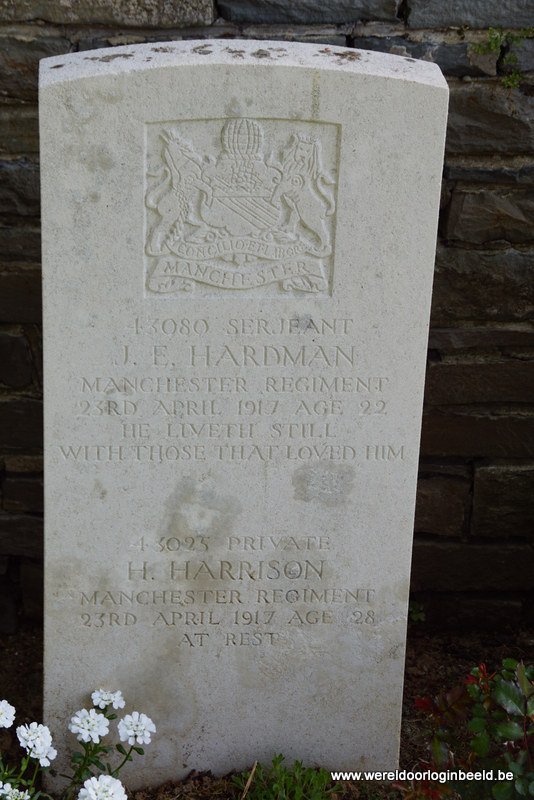 CONCILIO ET LABORE
MANCHESTER
43080 SERJEANT
J. E. HARDMAN
MANCHESTER REGIMENT
23RD APRIL 1917 AGE 22
HE LIVETH STILL
WITH THOSE THAT LOVED HIM
43025 PRIVATE
H. HARRISON
MANCHESTER REGIMENT
23RD APRIL 1917 AGE 28
AT REST
www.wereldoorloginbeeld.be